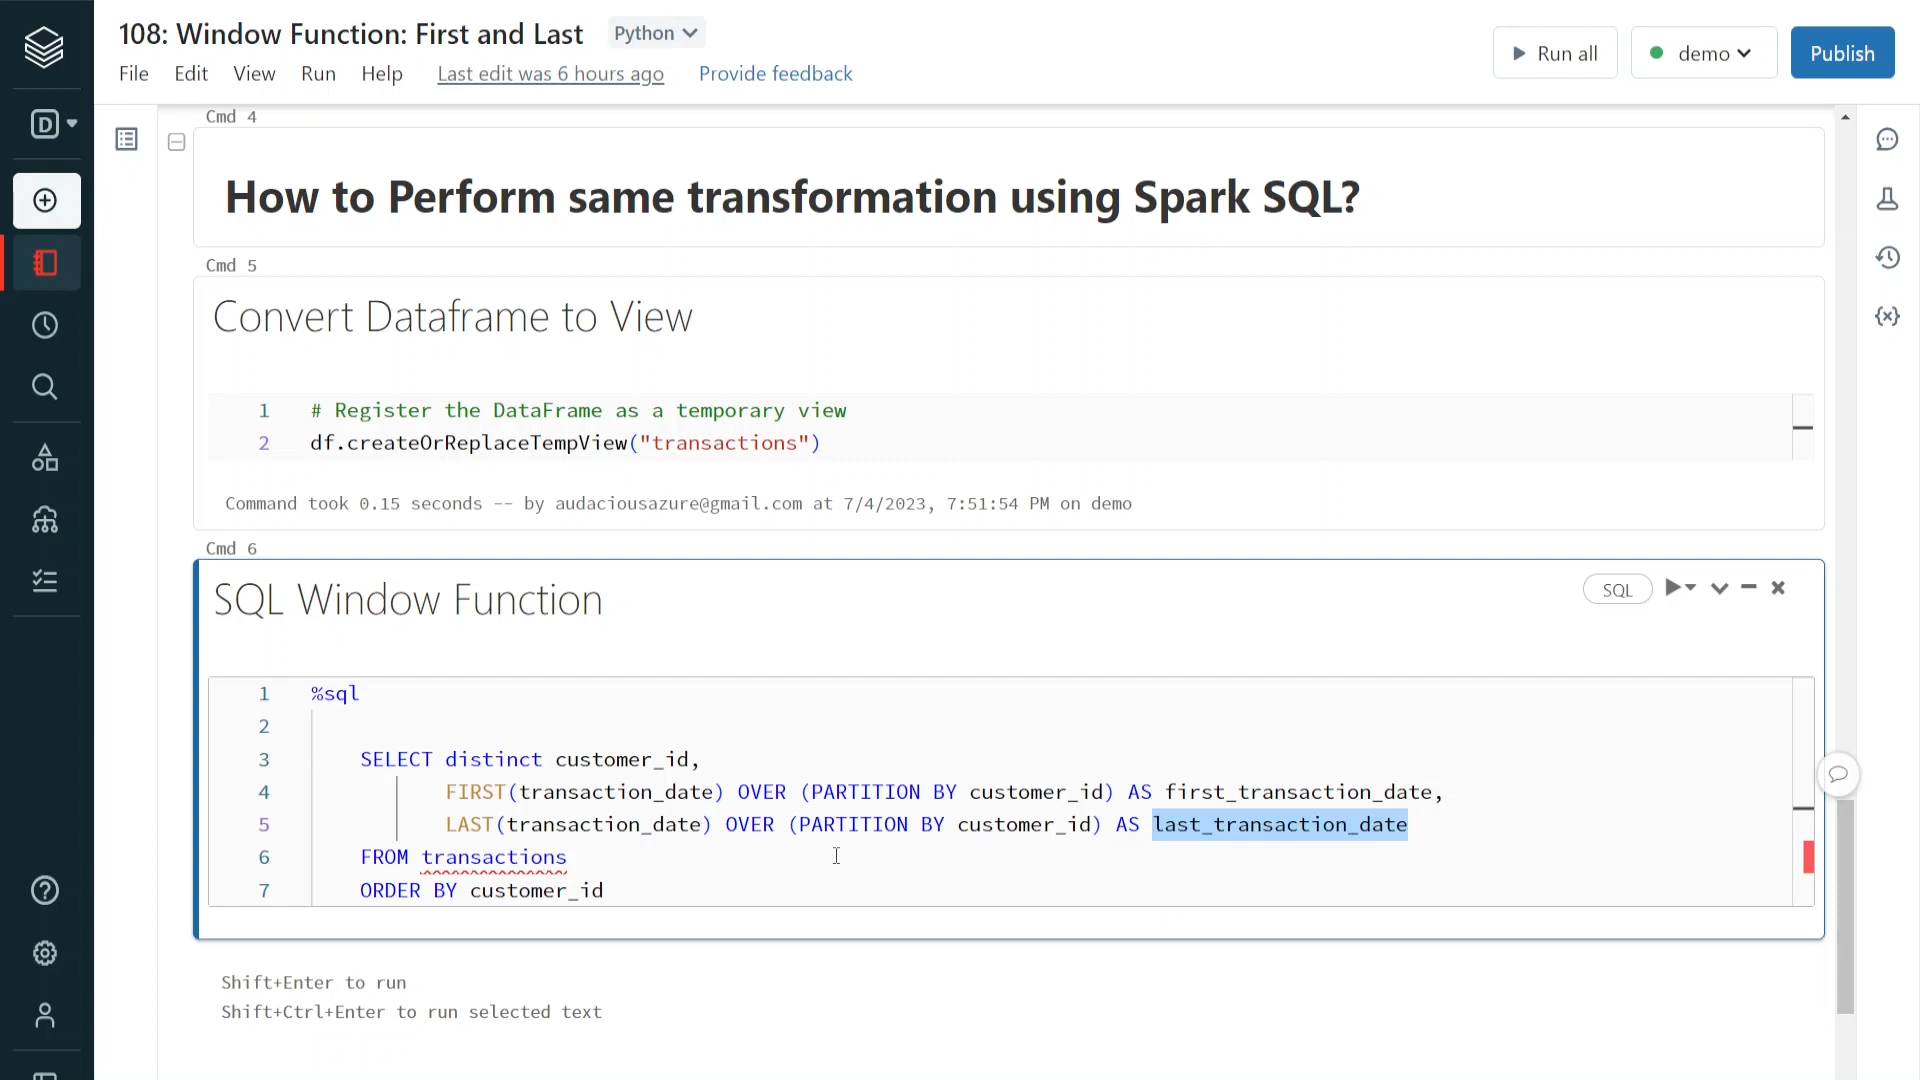 108: Window Function: First and Last
Python
File Edit View Run Help Last edit was 6 hours ago Provide feedback
Run all
demo
Publish
D
Cmd 4
How to Perform same transformation using Spark SQL?
Cmd 5
Convert Dataframe to View
1 # Register the DataFrame as a temporary view
2 df.createOrReplaceTempView("transactions")
Command took 0.15 seconds -- by audaciousazure@gmail.com at 7/4/2023, 7:51:54 PM on demo
Cmd 6
SQL Window Function
SQL
1 %sql
2
3 SELECT distinct customer_id,
4 FIRST(transaction_date) OVER (PARTITION BY customer_id) AS first_transaction_date,
5 LAST(transaction_date) OVER (PARTITION BY customer_id) AS last_transaction_date
6 FROM transactions
7 ORDER BY customer_id
Shift+Enter to run
Shift+Ctrl+Enter to run selected text